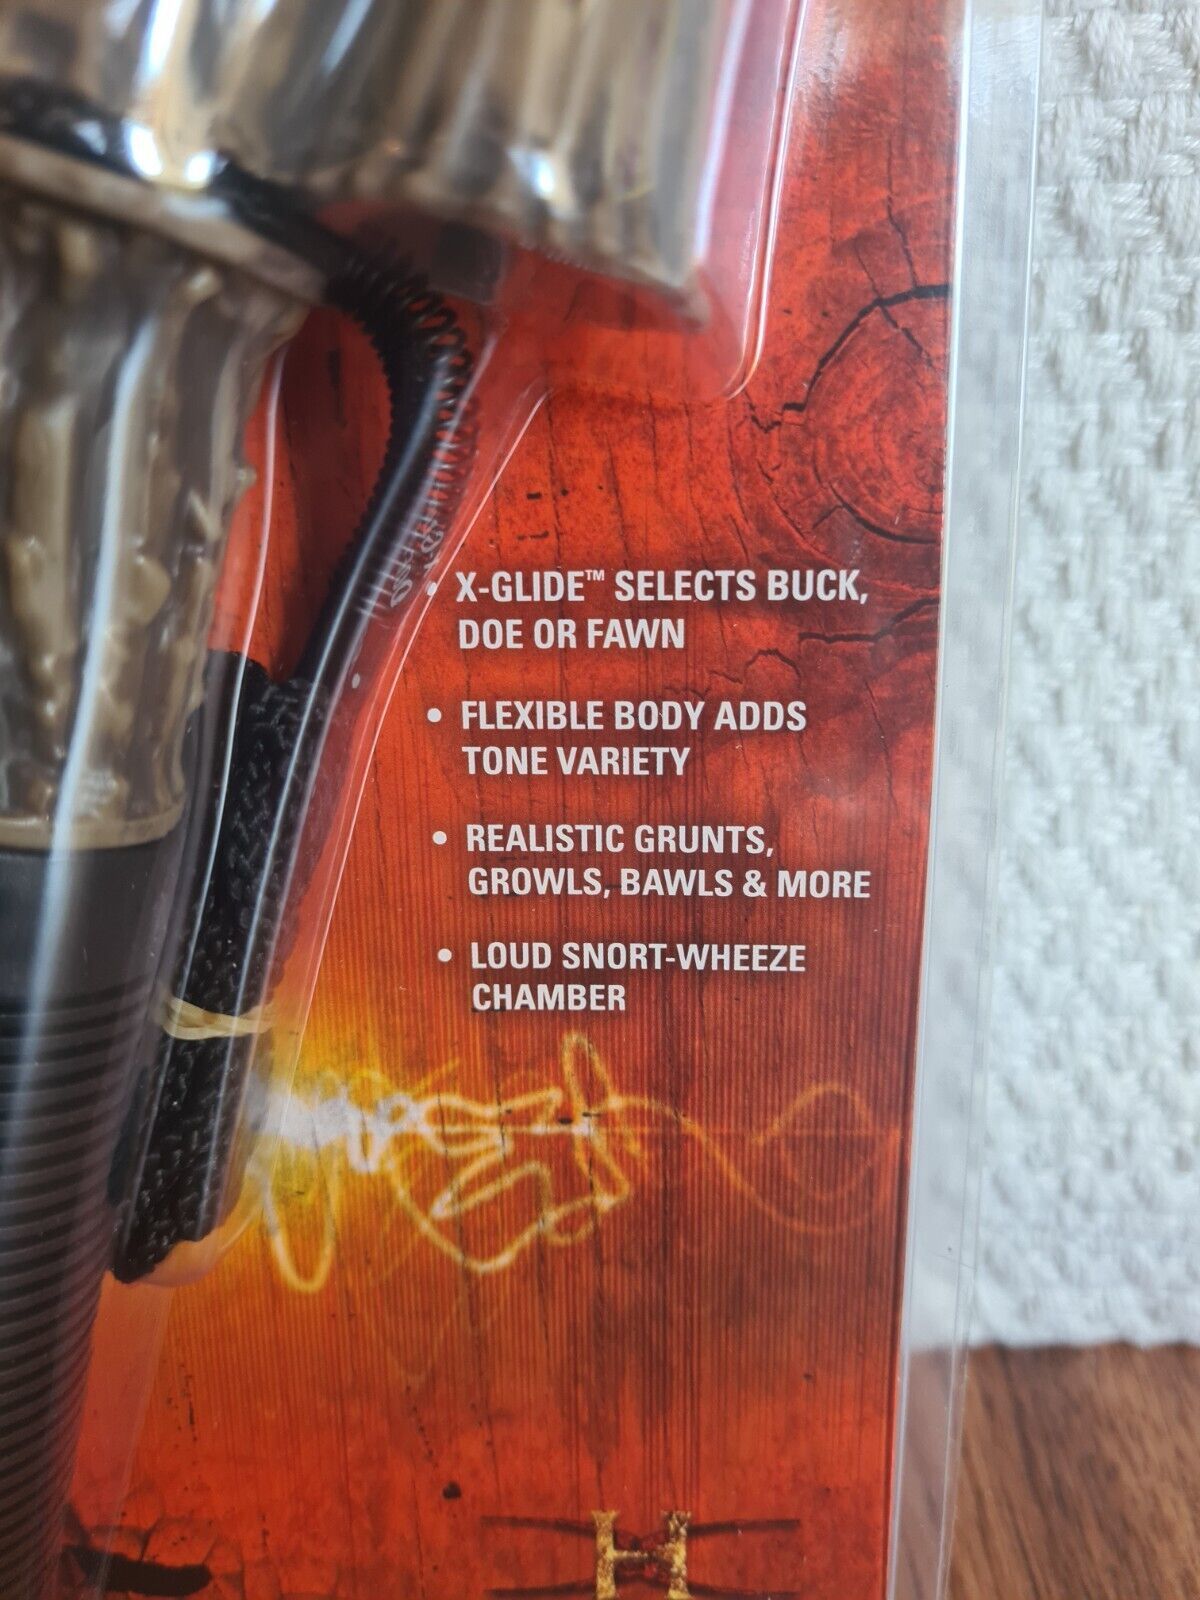 • X-GLIDE™ SELECTS BUCK,
DOE OR FAWN
• FLEXIBLE BODY ADDS
TONE VARIETY
• REALISTIC GRUNTS,
GROWLS, BAWLS & MORE
• LOUD SNORT-WHEEZE
CHAMBER
H